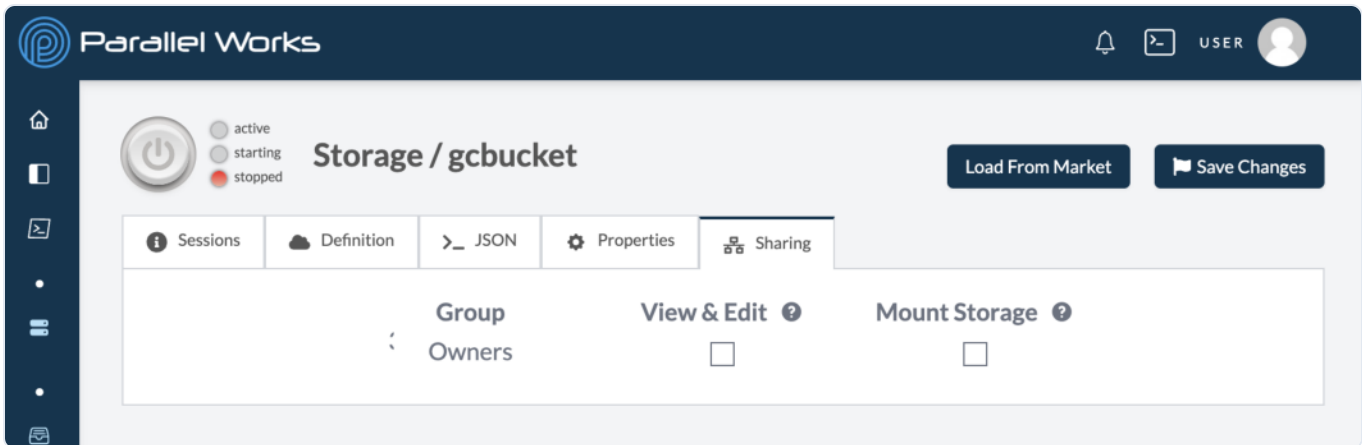 Parallel Works
USER
active
starting
stopped
Storage / gcbucket
Load From Market
Save Changes
Sessions
Definition
JSON
Properties
Sharing
Group
View & Edit
Mount Storage
Owners